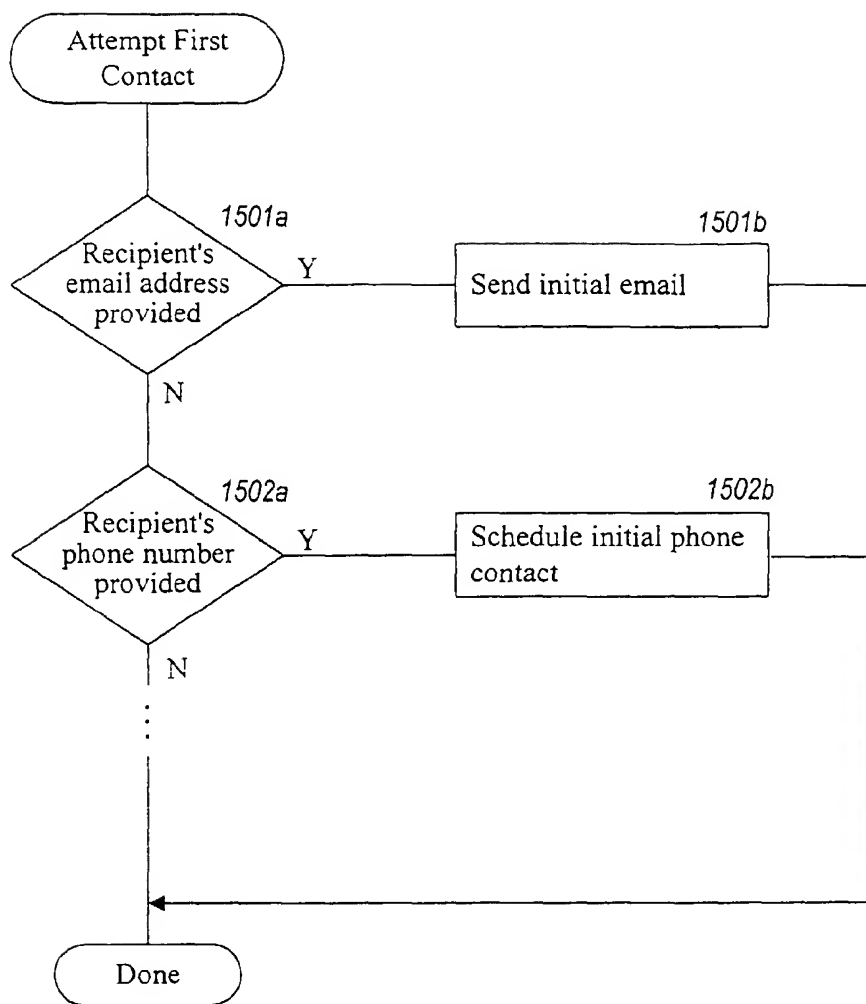 Attempt First
Contact
1501a
Recipient's
email address
provided
Y
N
1501b
Send initial email
1502a
Recipient's
phone number
provided
Y
N
1502b
Schedule initial phone
contact
Done